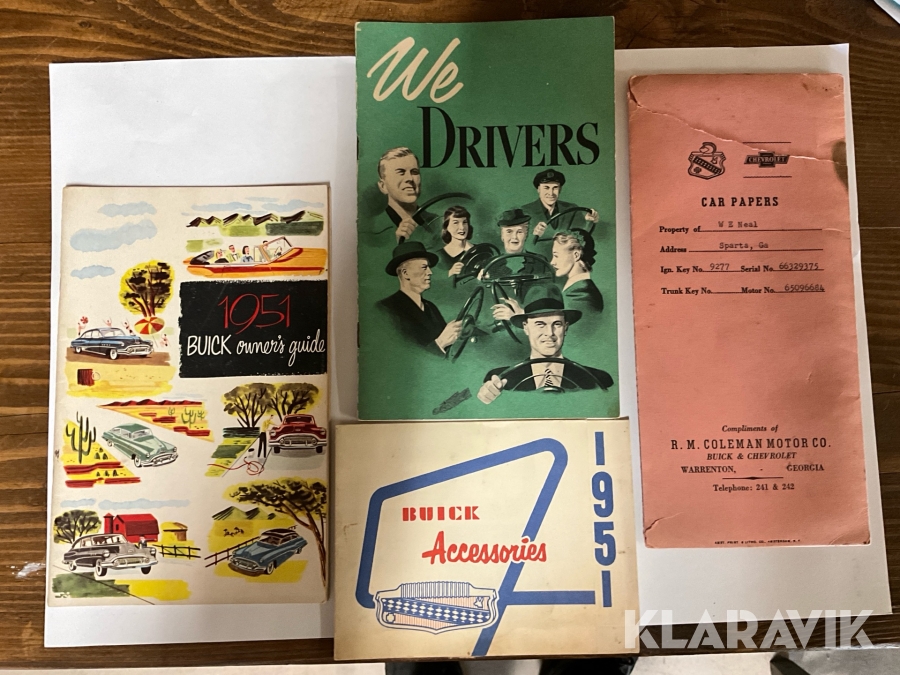 We
DRIVERS
1951
BUICK owner's guide
CHEVROLET
CAR PAPERS
Property of W E Neal
Address Sparta, Ga
Ign. Key No. 9277 Serial No. 66329375
Trunk Key No. Motor No. 65096684
Compliments of
R. M. COLEMAN MOTOR CO.
BUICK & CHEVROLET
WARRENTON, - GEORGIA
Telephone: 241 & 242
BUICK
Accessories
1951
KLARAVIK